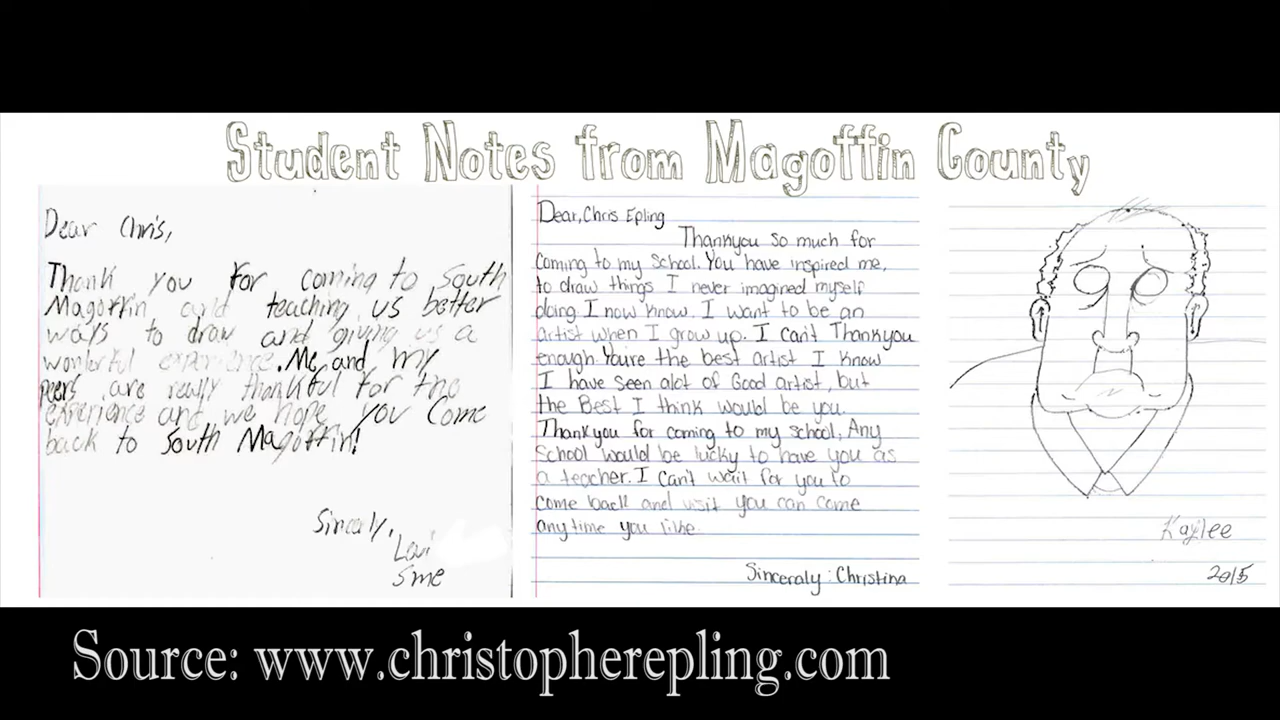 Student Notes from Magoffin County
Dear Chris,
Thank you for coming to South
Magoffin and teaching us better
ways to draw and giving us a
wonderful experience. Me and my
peers are really thankful for the
experience and we hope you Come
back to South Magoffin!
Sincerly,
SMe
Dear, Chris Epling
Thankyou so much for
coming to my School. You have inspired me,
to draw things I never imagined myself
doing I now know. I want to be an
artist when I grow up. I can't Thankyou
enough. Youre the best artist I know
I have seen alot of Good artist, but
the Best I think would be you.
Thankyou for coming to my school, Any
School would be lucky to have you as
a teacher. I Can't wait for you to
come back and visit you can come
anytime you like
Sinceraly: Christina
Kaylee
2015
Source: www.christopherepling.com